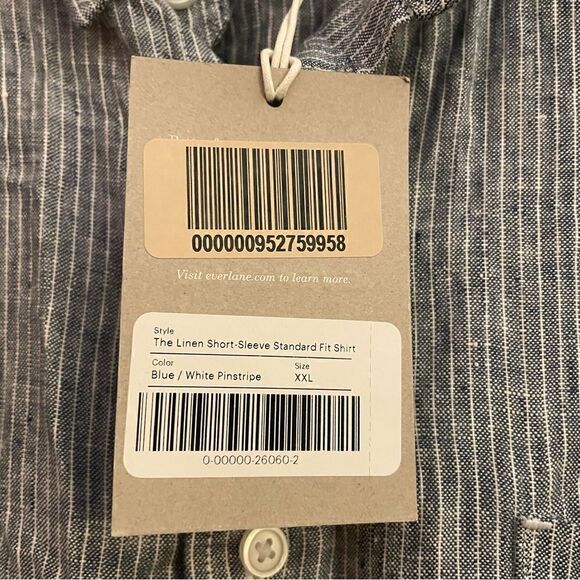 000000952759958
Visit everlane.com to learn more.
Style
The Linen Short-Sleeve Standard Fit Shirt
Color Size
Blue / White Pinstripe XXL
0-00000-26060-2